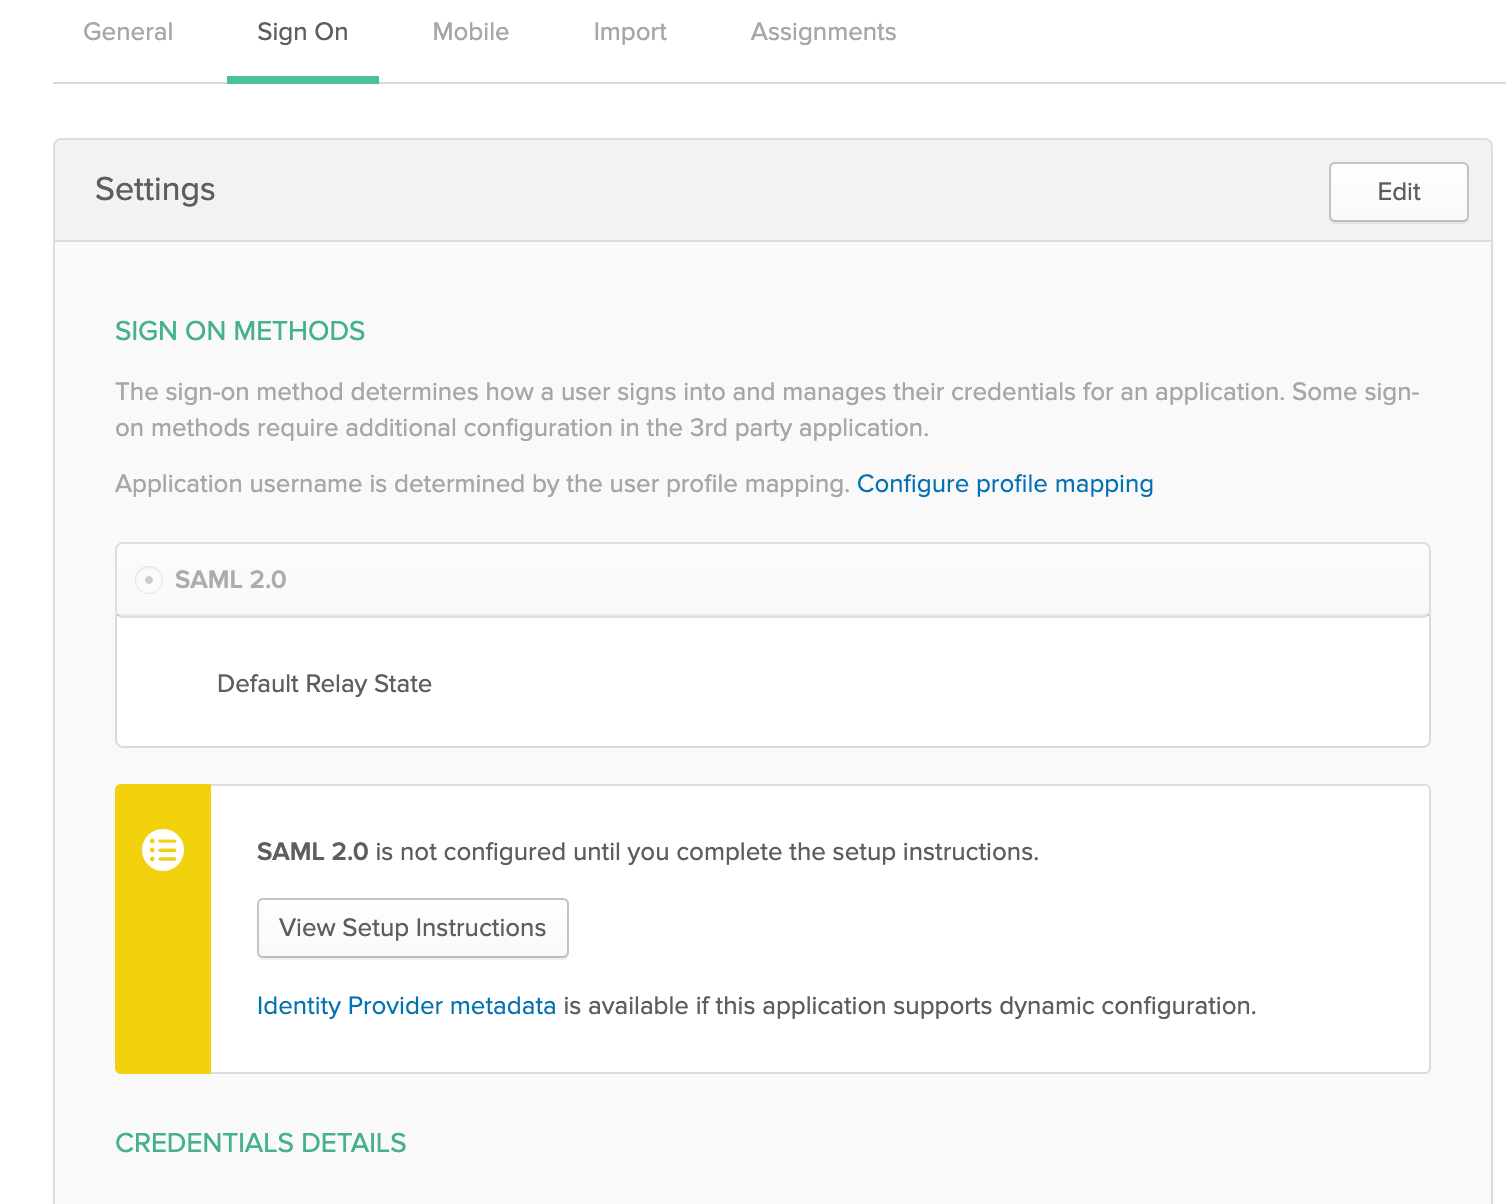 General Sign On Mobile Import Assignments
Settings
Edit
SIGN ON METHODS
The sign-on method determines how a user signs into and manages their credentials for an application. Some sign-
on methods require additional configuration in the 3rd party application.
Application username is determined by the user profile mapping. Configure profile mapping
SAML 2.0
Default Relay State
SAML 2.0 is not configured until you complete the setup instructions.
View Setup Instructions
Identity Provider metadata is available if this application supports dynamic configuration.
CREDENTIALS DETAILS